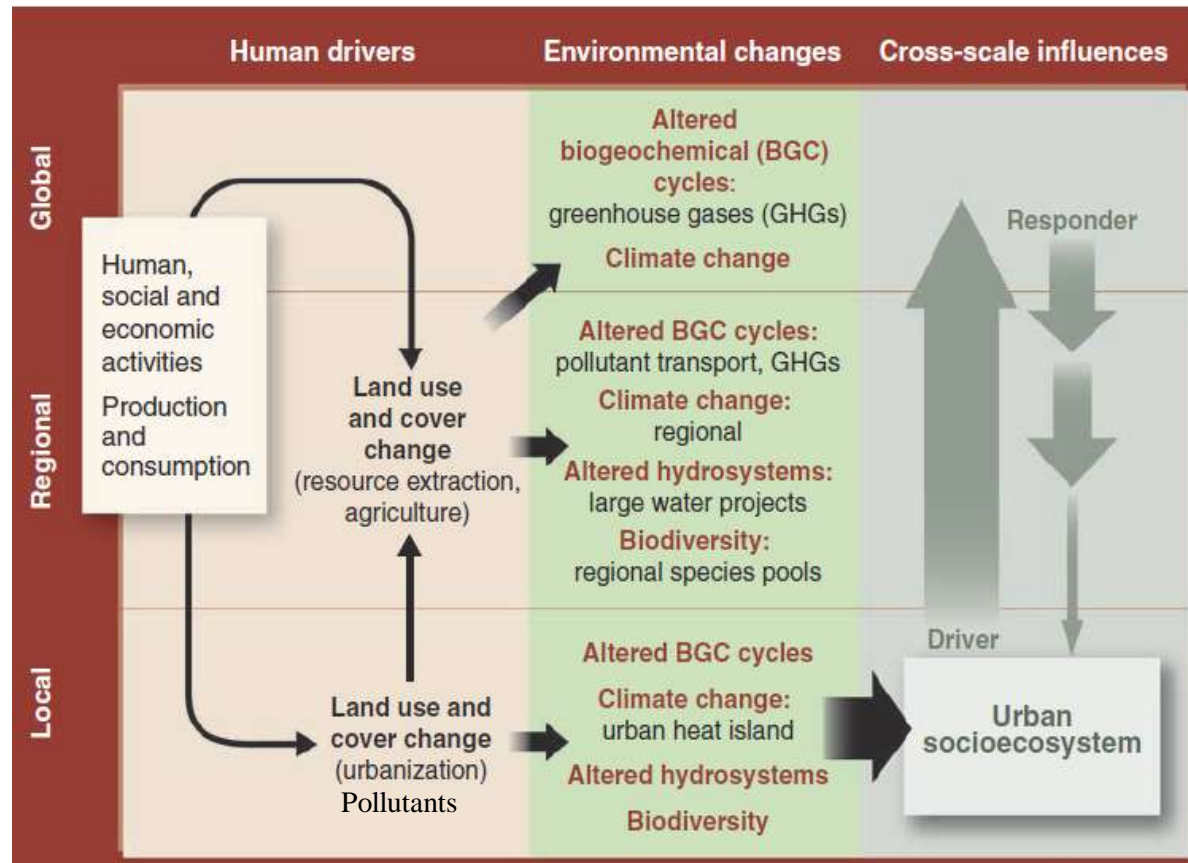 Human drivers
Environmental changes
Cross-scale influences
Global
Regional
Local
Human,
social and
economic
activities
Production
and
consumption
Land use
and cover
change
(resource extraction,
agriculture)
Land use and
cover change
(urbanization)
Pollutants
Altered
biogeochemical (BGC)
cycles:
greenhouse gases (GHGs)
Climate change
Altered BGC cycles:
pollutant transport, GHGs
Climate change:
regional
Altered hydrosystems:
large water projects
Biodiversity:
regional species pools
Altered BGC cycles
Climate change:
urban heat island
Altered hydrosystems
Biodiversity
Responder
Driver
Urban
socioecosystem